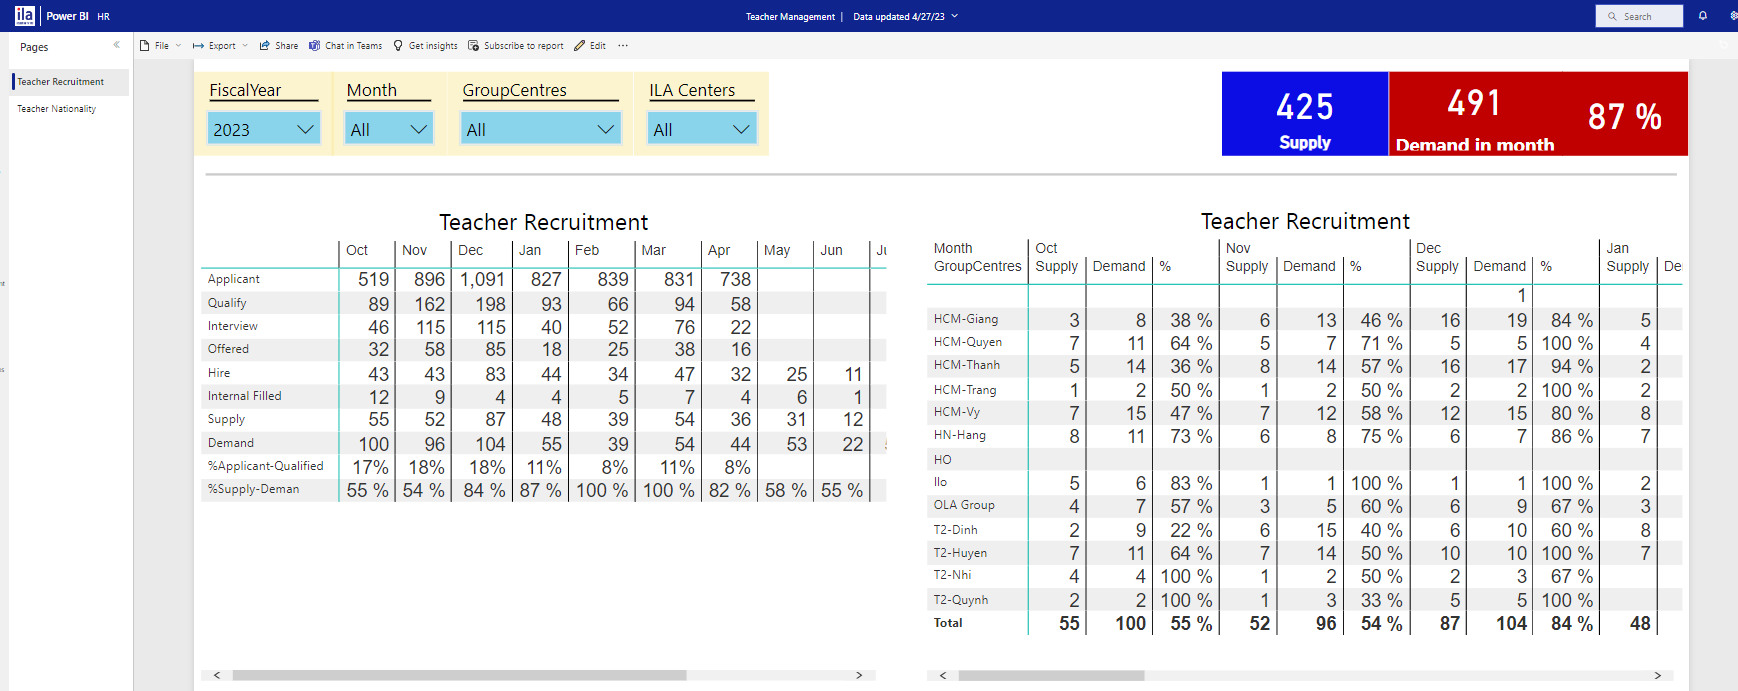 ila Power BI HR Teacher Management | Data updated 4/27/23 Search
Pages File Export Share Chat in Teams Get insights Subscribe to report Edit ...
Teacher Recruitment
Teacher Nationality
FiscalYear Month GroupCentres ILA Centers
2023 All All All
425 491 87 %
Supply Demand in month
Teacher Recruitment
Oct Nov Dec Jan Feb Mar Apr May Jun
Applicant 519 896 1,091 827 839 831 738
Qualify 89 162 198 93 66 94 58
Interview 46 115 115 40 52 76 22
Offered 32 58 85 18 25 38 16
Hire 43 43 83 44 34 47 32 25 11
Internal Filled 12 9 4 4 5 7 4 6 1
Supply 55 52 87 48 39 54 36 31 12
Demand 100 96 104 55 39 54 44 53 22
%Applicant-Qualified 17% 18% 18% 11% 8% 11% 8%
%Supply-Deman 55 % 54 % 84 % 87 % 100 % 100 % 82 % 58 % 55 %
Teacher Recruitment
Month Oct Nov Dec Jan
GroupCentres Supply Demand % Supply Demand % Supply Demand % Supply De
1
HCM-Giang 3 8 38 % 6 13 46 % 16 19 84 % 5
HCM-Quyen 7 11 64 % 5 7 71 % 5 5 100 % 4
HCM-Thanh 5 14 36 % 8 14 57 % 16 17 94 % 2
HCM-Trang 1 2 50 % 1 2 50 % 2 2 100 % 2
HCM-Vy 7 15 47 % 7 12 58 % 12 15 80 % 8
HN-Hang 8 11 73 % 6 8 75 % 6 7 86 % 7
HO
Ilo 5 6 83 % 1 1 100 % 1 1 100 % 2
OLA Group 4 7 57 % 3 5 60 % 6 9 67 % 3
T2-Dinh 2 9 22 % 6 15 40 % 6 10 60 % 8
T2-Huyen 7 11 64 % 7 14 50 % 10 10 100 % 7
T2-Nhi 4 4 100 % 1 2 50 % 2 3 67 %
T2-Quynh 2 2 100 % 1 3 33 % 5 5 100 %
Total 55 100 55 % 52 96 54 % 87 104 84 % 48